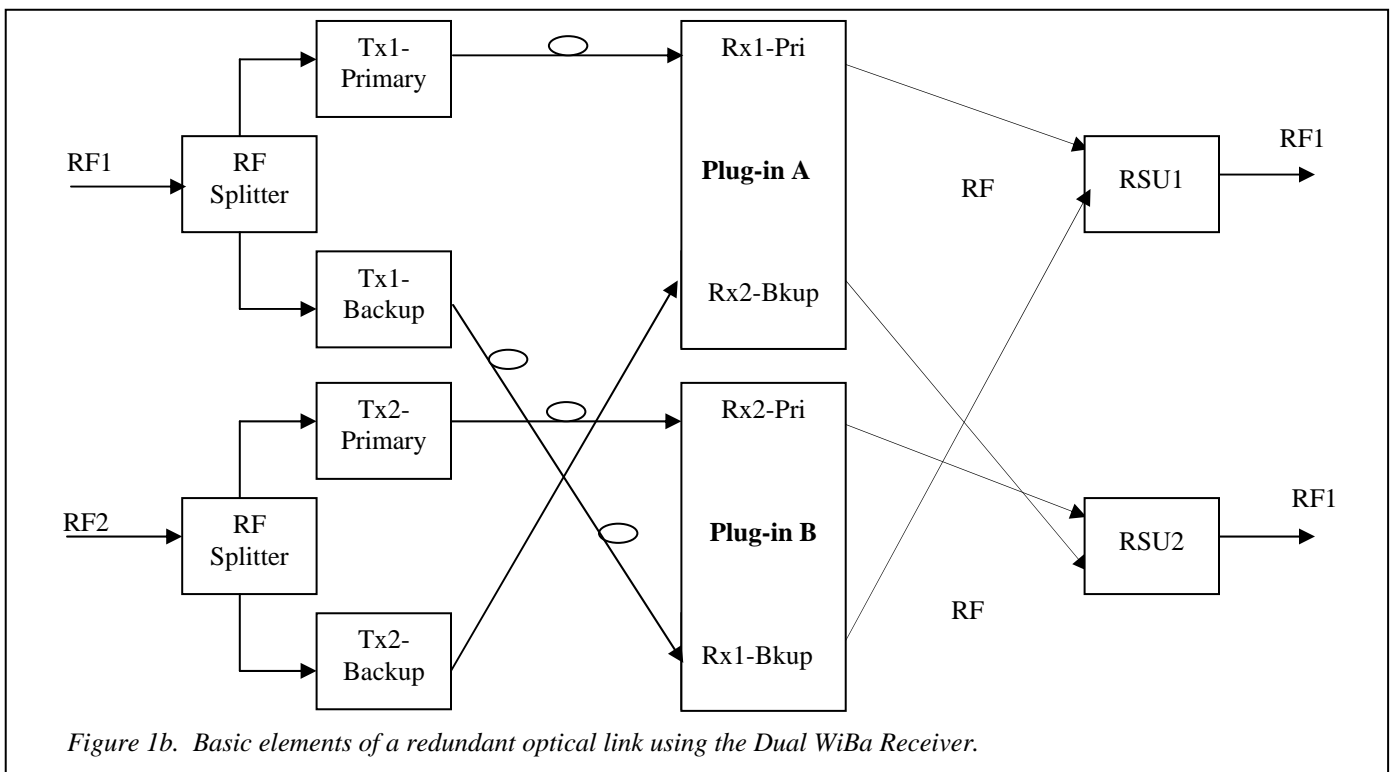 Tx1-
Primary
Rx1-Pri
RF1
RF
Splitter
Plug-in A
RF
RSU1
RF1
Tx1-
Backup
Rx2-Bkup
Tx2-
Primary
Rx2-Pri
RF2
RF
Splitter
Plug-in B
RSU2
RF1
RF
Tx2-
Backup
Rx1-Bkup
Figure 1b. Basic elements of a redundant optical link using the Dual WiBa Receiver.